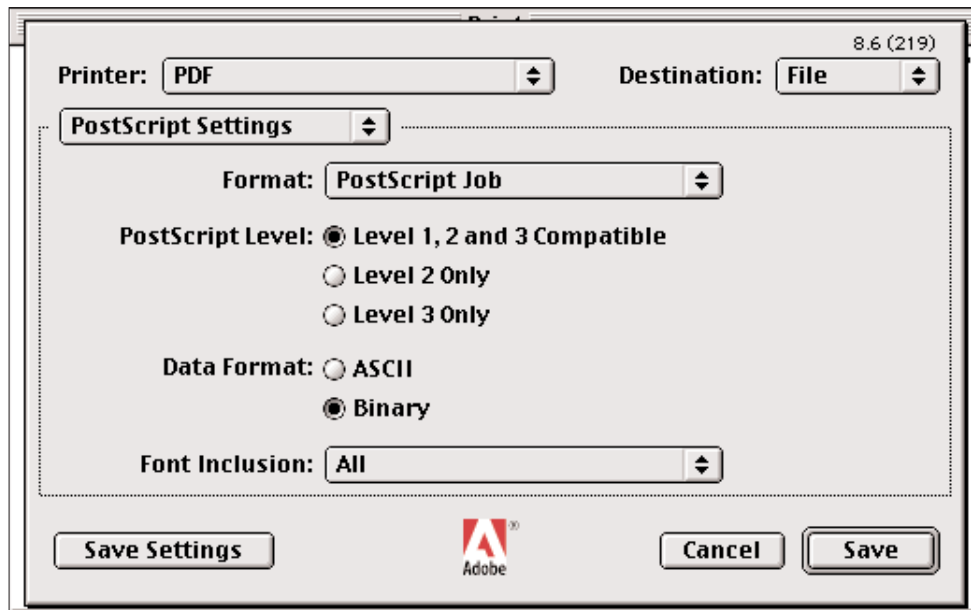 8.6 (219)
Printer: PDF Destination: File
PostScript Settings
Format: PostScript Job
PostScript Level: Level 1, 2 and 3 Compatible
Level 2 Only
Level 3 Only
Data Format: ASCII
Binary
Font Inclusion: All
Save Settings Adobe® Cancel Save